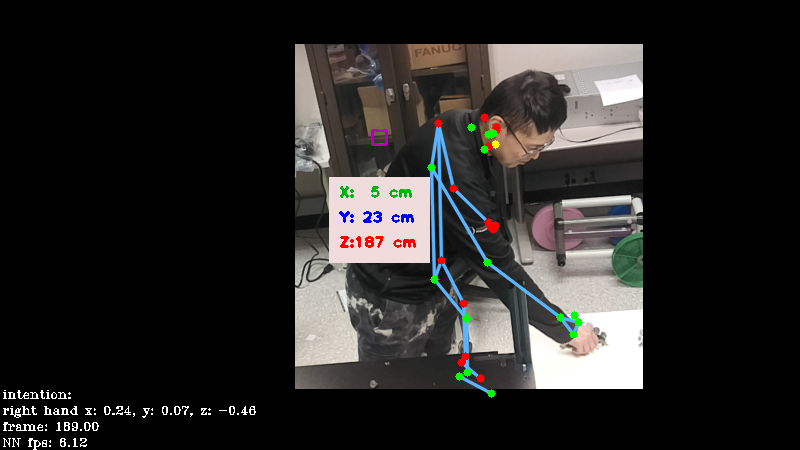 FANUC
X: 5 cm
Y: 23 cm
Z:187 cm
intention:
right hand x: 0.24, y: 0.07, z: -0.46
frame: 189.00
NN fps: 6.12